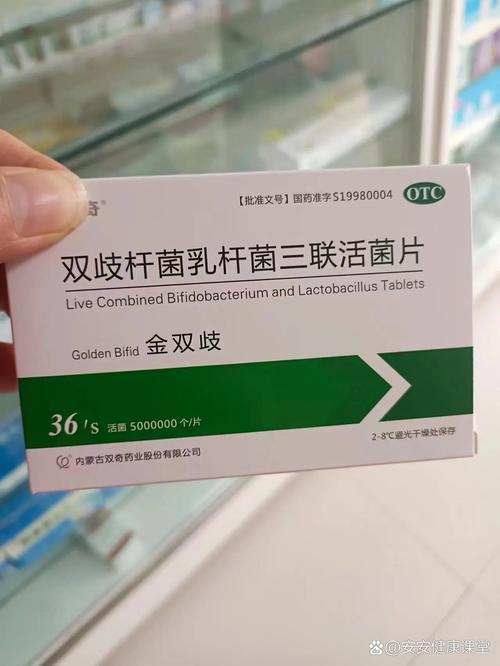 奇®
【批准文号】国药准字S19980004
OTC
双歧杆菌乳杆菌三联活菌片
Live Combined Bifidobacterium and Lactobacillus Tablets
Golden Bifid 金双歧
36's 活菌 5000000 个/片
2-8℃避光干燥处保存
内蒙古双奇药业股份有限公司
@安安健康课堂